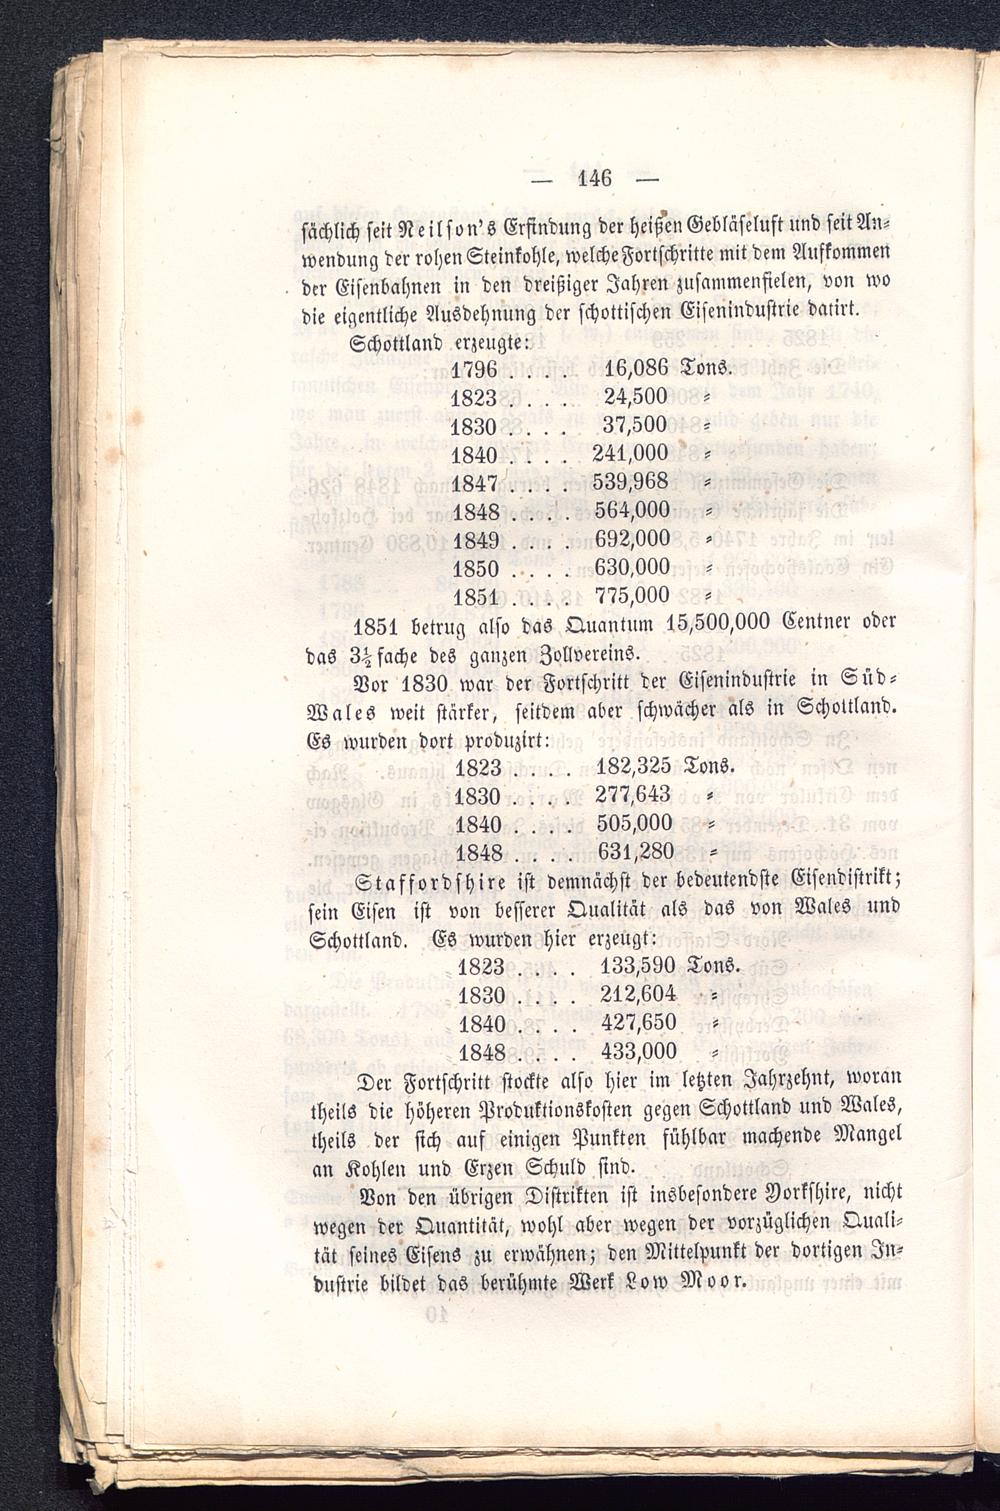 — 146 —
sächlich seit Neilson's Erfindung der heißen Gebläseluft und seit An-
wendung der rohen Steinkohle, welche Fortschritte mit dem Aufkommen
der Eisenbahnen in den dreißiger Jahren zusammenfielen, von wo
die eigentliche Ausdehnung der schottischen Eisenindustrie datirt.
Schottland erzeugte:
1796 . . . . 16,086 Tons.
1823 . . . . 24,500 "
1830 . . . . 37,500 "
1840 . . . . 241,000 "
1847 . . . . 539,968 "
1848 . . . . 564,000 "
1849 . . . . 692,000 "
1850 . . . . 630,000 "
1851 . . . . 775,000 "
1851 betrug also das Quantum 15,500,000 Centner oder
das 3½ fache des ganzen Zollvereins.
Vor 1830 war der Fortschritt der Eisenindustrie in Süd-
Wales weit stärker, seitdem aber schwächer als in Schottland.
Es wurden dort produzirt:
1823 . . . . 182,325 Tons.
1830 . . . . 277,643 "
1840 . . . . 505,000 "
1848 . . . . 631,280 "
Staffordshire ist demnächst der bedeutendste Eisendistrikt;
sein Eisen ist von besserer Qualität als das von Wales und
Schottland. Es wurden hier erzeugt:
1823 . . . . 133,590 Tons.
1830 . . . . 212,604 "
1840 . . . . 427,650 "
1848 . . . . 433,000 "
Der Fortschritt stockte also hier im letzten Jahrzehnt, woran
theils die höheren Produktionskosten gegen Schottland und Wales,
theils der sich auf einigen Punkten fühlbar machende Mangel
an Kohlen und Erzen Schuld sind.
Von den übrigen Distrikten ist insbesondere Yorkshire, nicht
wegen der Quantität, wohl aber wegen der vorzüglichen Quali-
tät seines Eisens zu erwähnen; den Mittelpunkt der dortigen In-
dustrie bildet das berühmte Werk Low Moor.